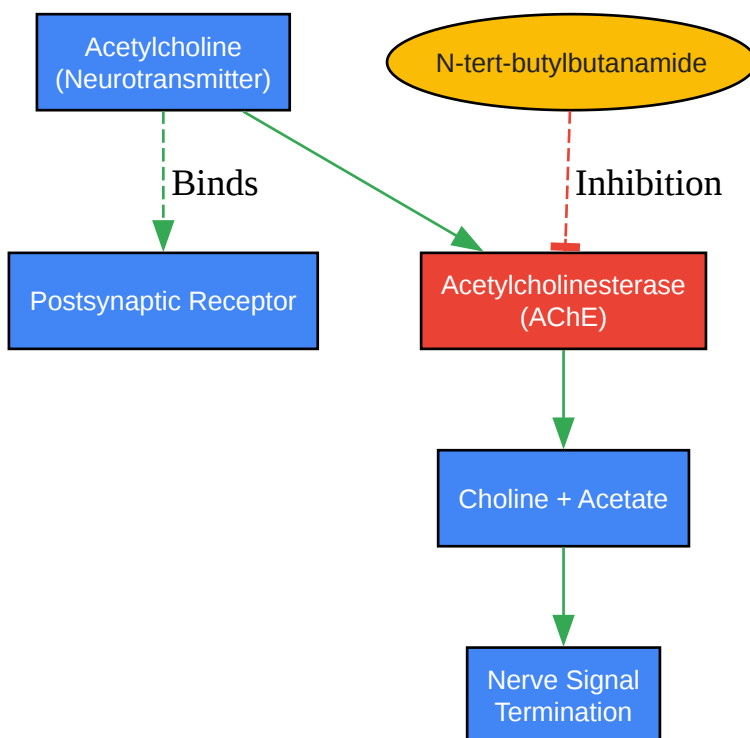 Acetylcholine
(Neurotransmitter)
N-tert-butylbutanamide
Binds
Inhibition
Postsynaptic Receptor
Acetylcholinesterase
(AChE)
Choline + Acetate
Nerve Signal
Termination